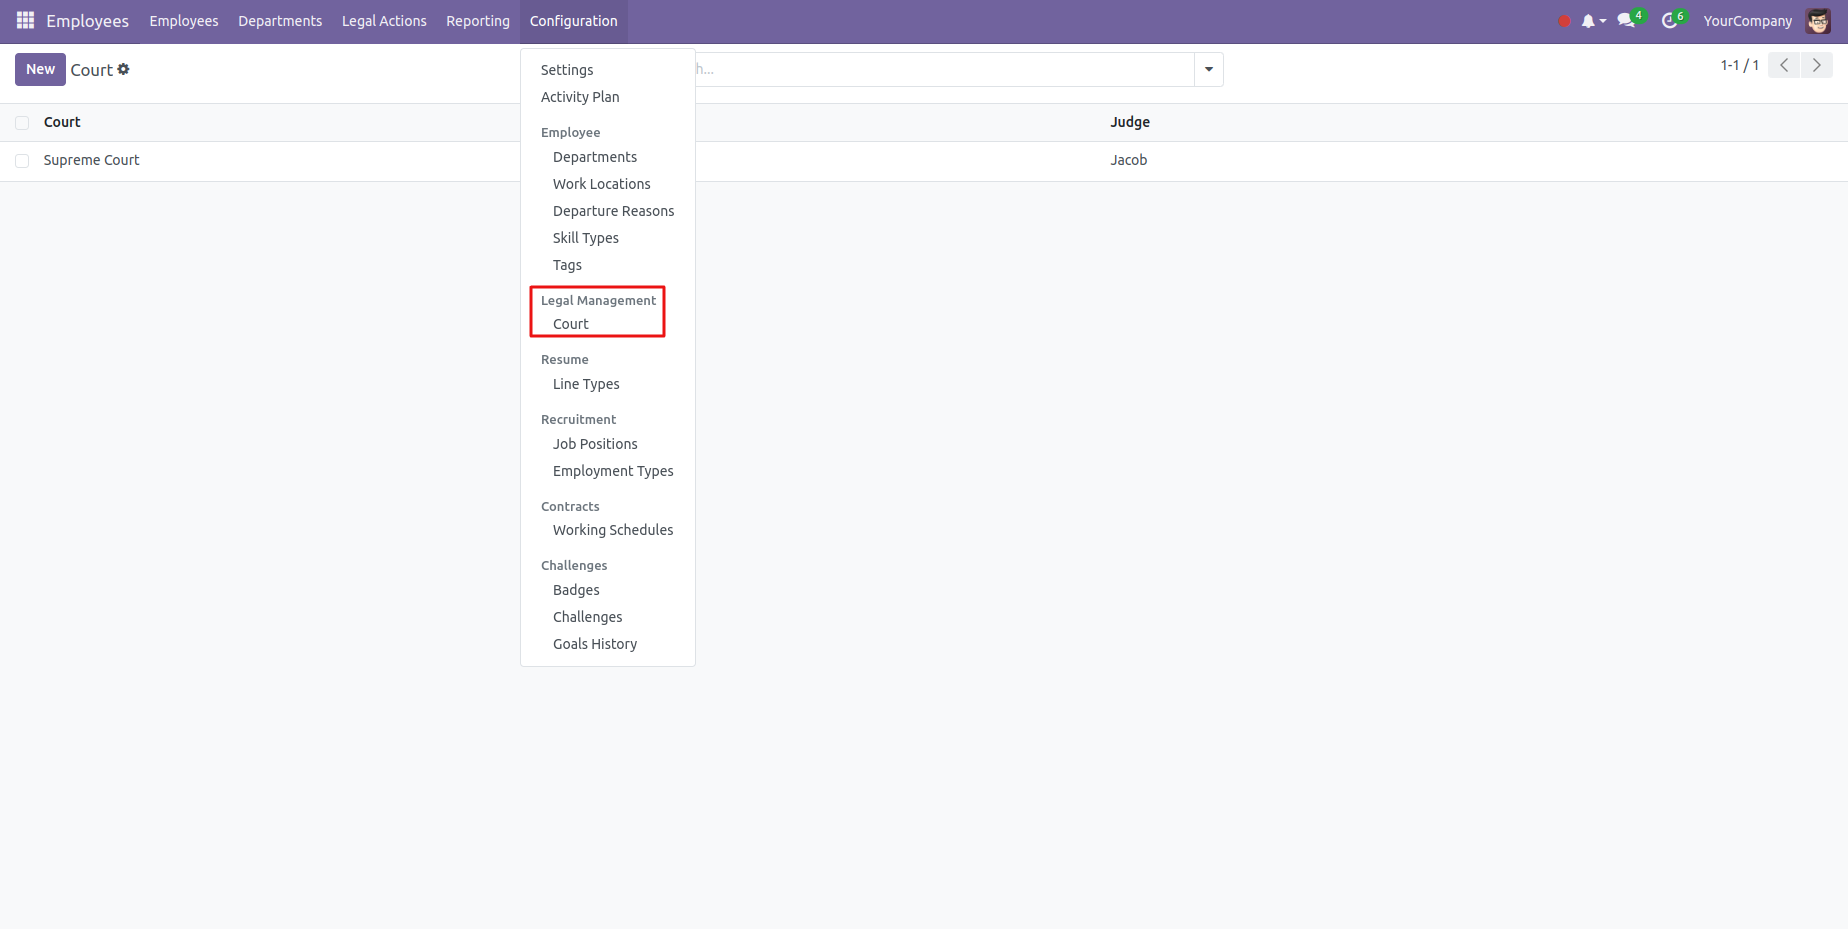 Employees Employees Departments Legal Actions Reporting Configuration 4 6 YourCompany
New Court h... 1-1 / 1
Settings
Activity Plan
Court Judge
Employee
Supreme Court Jacob
Departments
Work Locations
Departure Reasons
Skill Types
Tags
Legal Management
Court
Resume
Line Types
Recruitment
Job Positions
Employment Types
Contracts
Working Schedules
Challenges
Badges
Challenges
Goals History